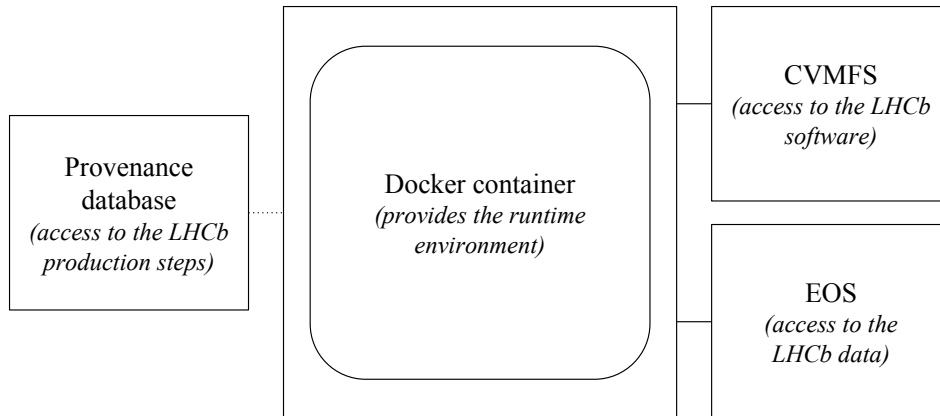 Provenance
database
(access to the LHCb
production steps)
Docker container
(provides the runtime
environment)
CVMFS
(access to the LHCb
software)
EOS
(access to the
LHCb data)